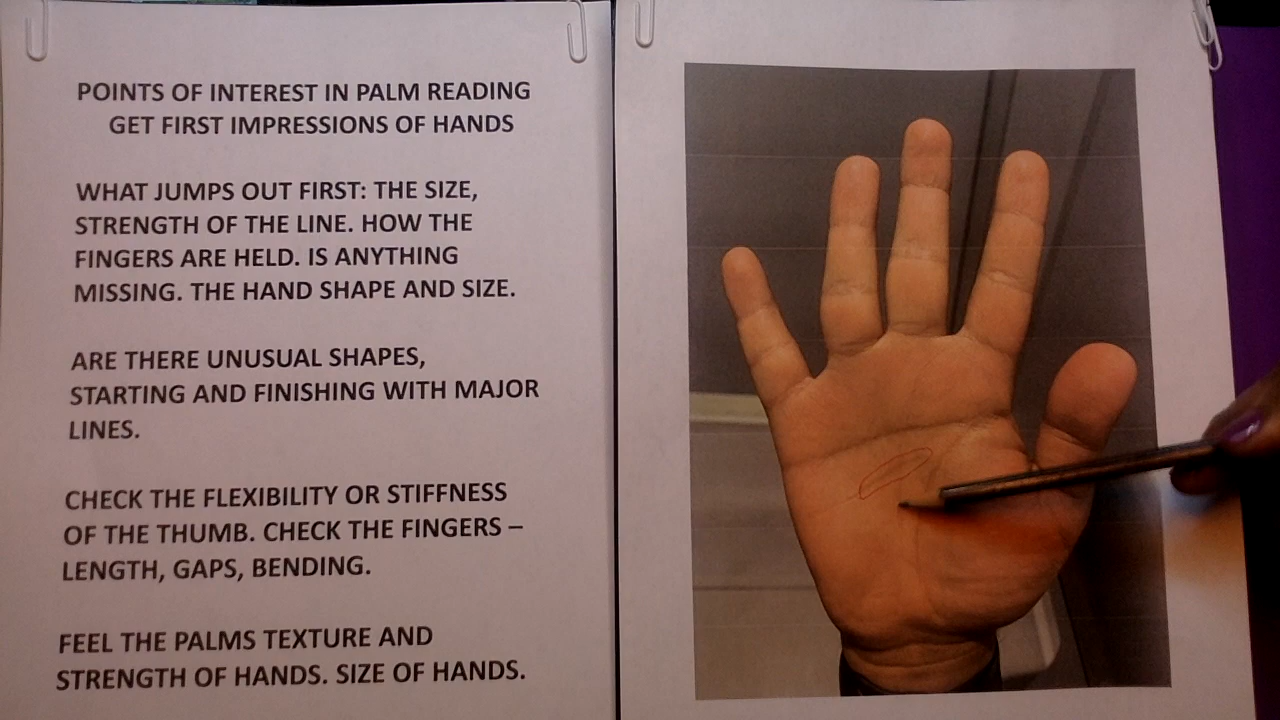 POINTS OF INTEREST IN PALM READING
GET FIRST IMPRESSIONS OF HANDS
WHAT JUMPS OUT FIRST: THE SIZE,
STRENGTH OF THE LINE. HOW THE
FINGERS ARE HELD. IS ANYTHING
MISSING. THE HAND SHAPE AND SIZE.
ARE THERE UNUSUAL SHAPES,
STARTING AND FINISHING WITH MAJOR
LINES.
CHECK THE FLEXIBILITY OR STIFFNESS
OF THE THUMB. CHECK THE FINGERS –
LENGTH, GAPS, BENDING.
FEEL THE PALMS TEXTURE AND
STRENGTH OF HANDS. SIZE OF HANDS.